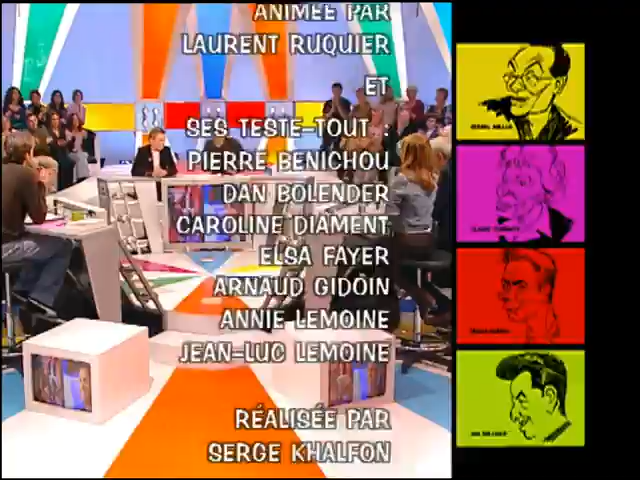 ANIMÉE PAR
LAURENT RUQUIER
ET
SES TESTE-TOUT :
PIERRE BENICHOU
DAN BOLENDER
CAROLINE DIAMENT
ELSA FAYER
ARNAUD GIDOIN
ANNIE LEMOINE
JEAN-LUC LEMOINE
RÉALISÉE PAR
SERGE KHALFON